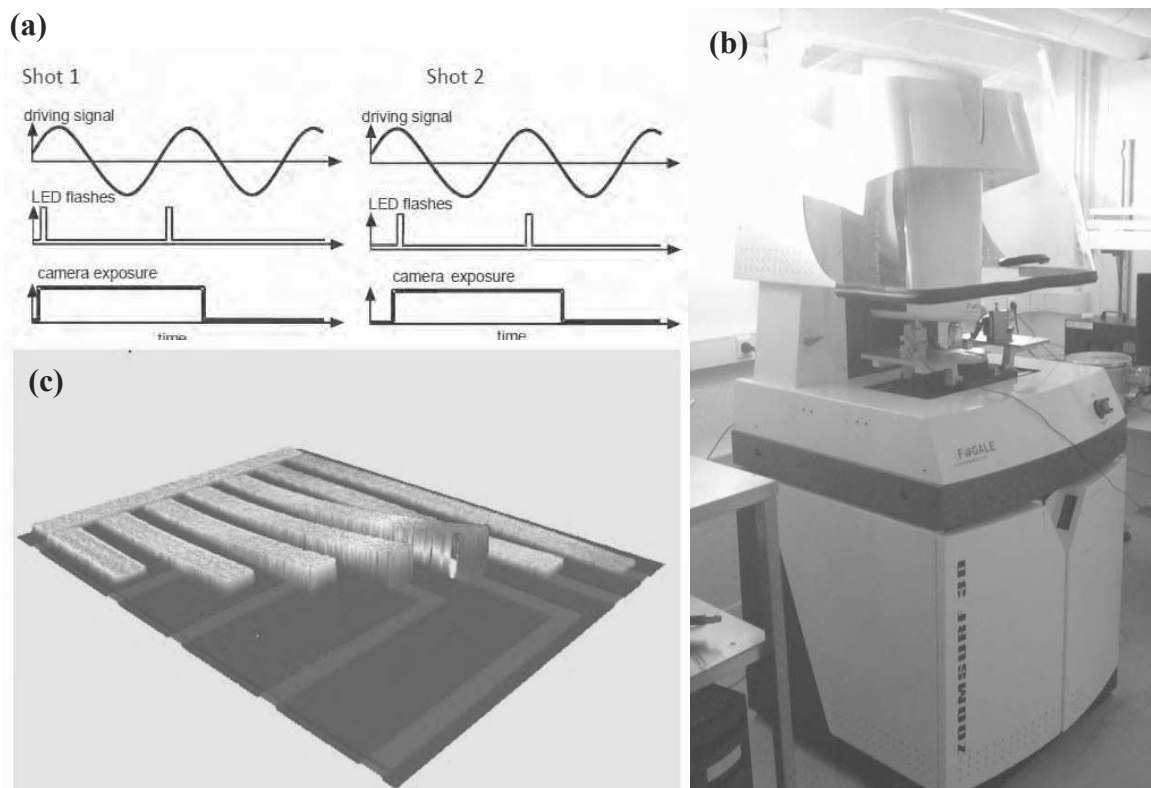 (a)
Shot 1
driving signal
LED flashes
camera exposure
time
Shot 2
driving signal
LED flashes
camera exposure
time
(b)
FOGALE
ZOOMSURF 3D
(c)